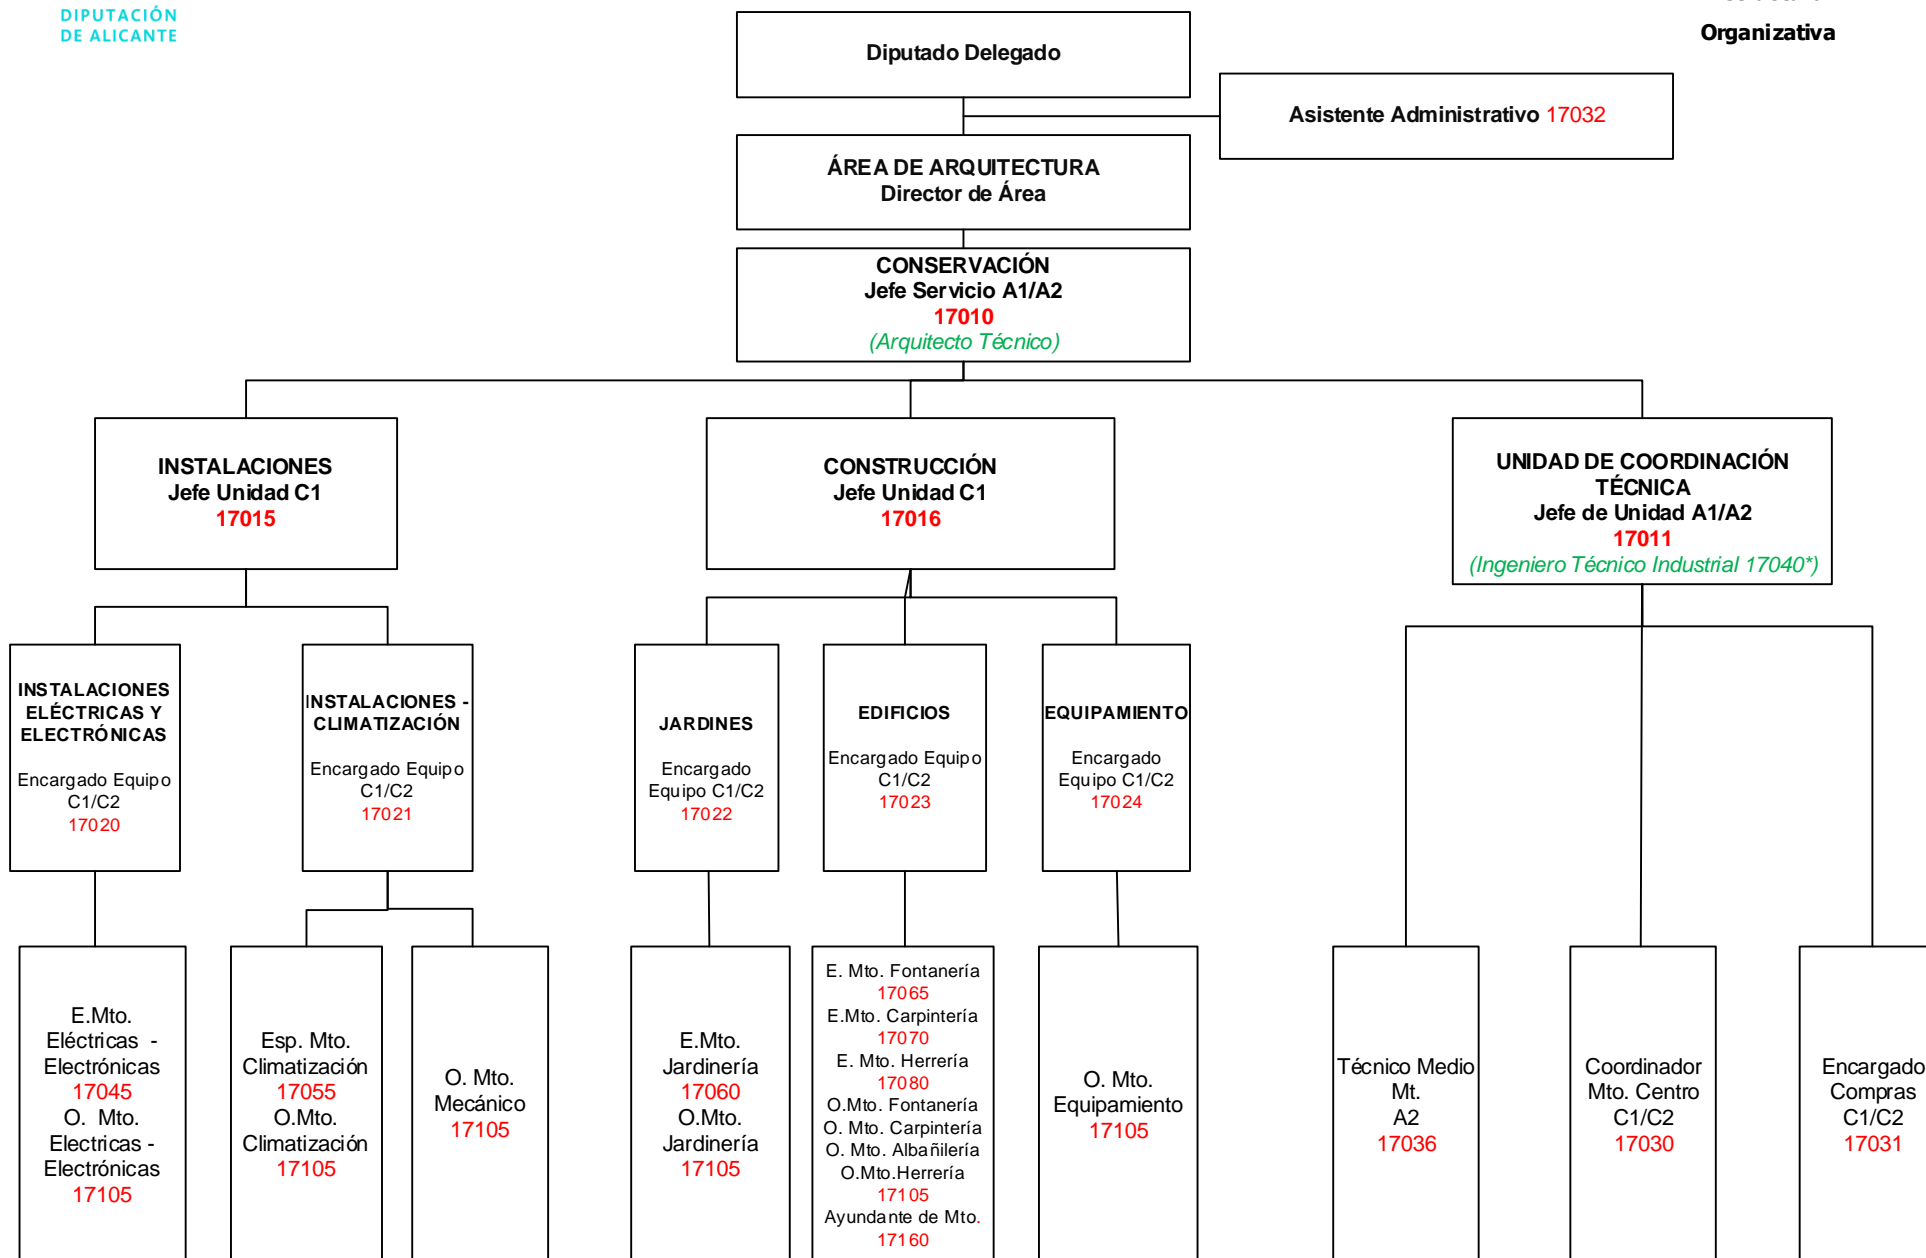 DIPUTACIÓN
DE ALICANTE
Organizativa
Diputado Delegado
Asistente Administrativo 17032
ÁREA DE ARQUITECTURA
Director de Área
CONSERVACIÓN
Jefe Servicio A1/A2
17010
(Arquitecto Técnico)
INSTALACIONES
Jefe Unidad C1
17015
CONSTRUCCIÓN
Jefe Unidad C1
17016
UNIDAD DE COORDINACIÓN
TÉCNICA
Jefe de Unidad A1/A2
17011
(Ingeniero Técnico Industrial 17040*)
INSTALACIONES
ELÉCTRICAS Y
ELECTRÓNICAS
Encargado Equipo
C1/C2
17020
INSTALACIONES -
CLIMATIZACIÓN
Encargado Equipo
C1/C2
17021
JARDINES
Encargado
Equipo C1/C2
17022
EDIFICIOS
Encargado Equipo
C1/C2
17023
EQUIPAMIENTO
Encargado
Equipo C1/C2
17024
E.Mto.
Eléctricas -
Electrónicas
17045
O. Mto.
Electricas -
Electrónicas
17105
Esp. Mto.
Climatización
17055
O.Mto.
Climatización
17105
O. Mto.
Mecánico
17105
E.Mto.
Jardinería
17060
O.Mto.
Jardinería
17105
E. Mto. Fontanería
17065
E.Mto. Carpintería
17070
E. Mto. Herrería
17080
O.Mto. Fontanería
O. Mto. Carpintería
O. Mto. Albañilería
O.Mto.Herrería
17105
Ayundante de Mto.
17160
O. Mto.
Equipamiento
17105
Técnico Medio
Mt.
A2
17036
Coordinador
Mto. Centro
C1/C2
17030
Encargado
Compras
C1/C2
17031